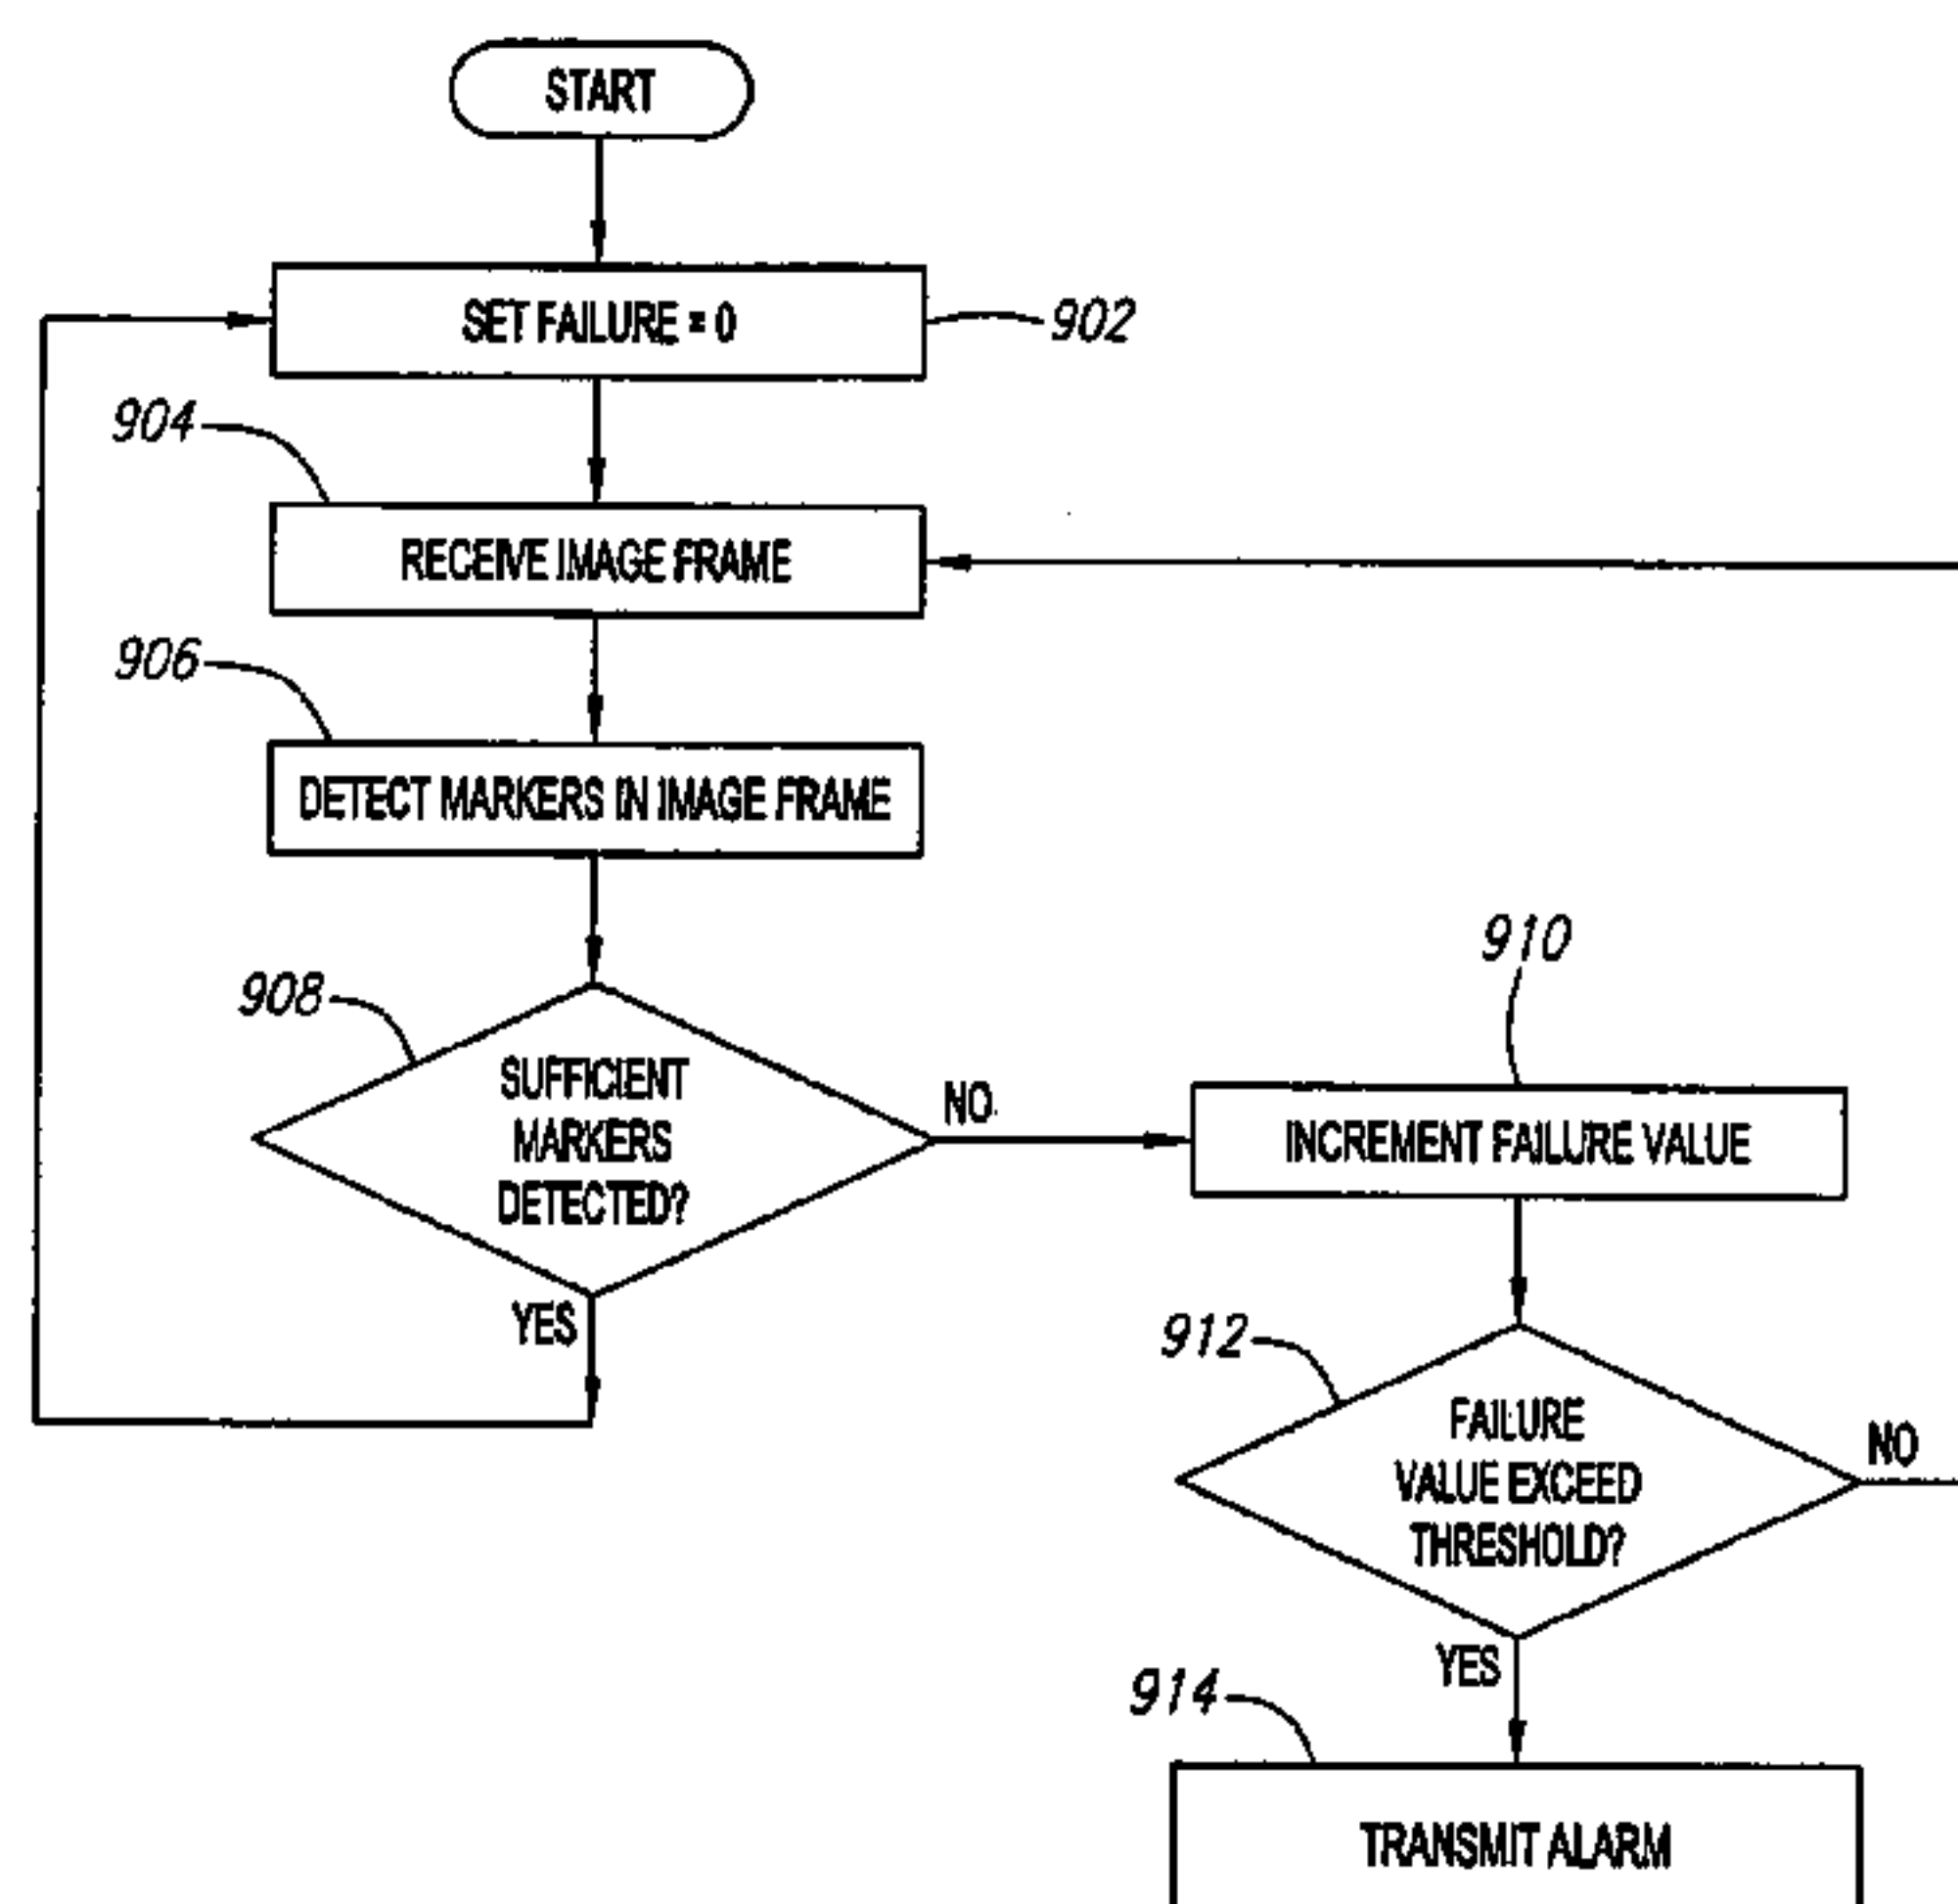 START
SET FAILURE = 0
902
904
RECEIVE IMAGE FRAME
906
DETECT MARKERS IN IMAGE FRAME
908
SUFFICIENT
MARKERS
DETECTED?
NO
YES
910
INCREMENT FAILURE VALUE
912
FAILURE
VALUE EXCEED
THRESHOLD?
NO
YES
914
TRANSMIT ALARM